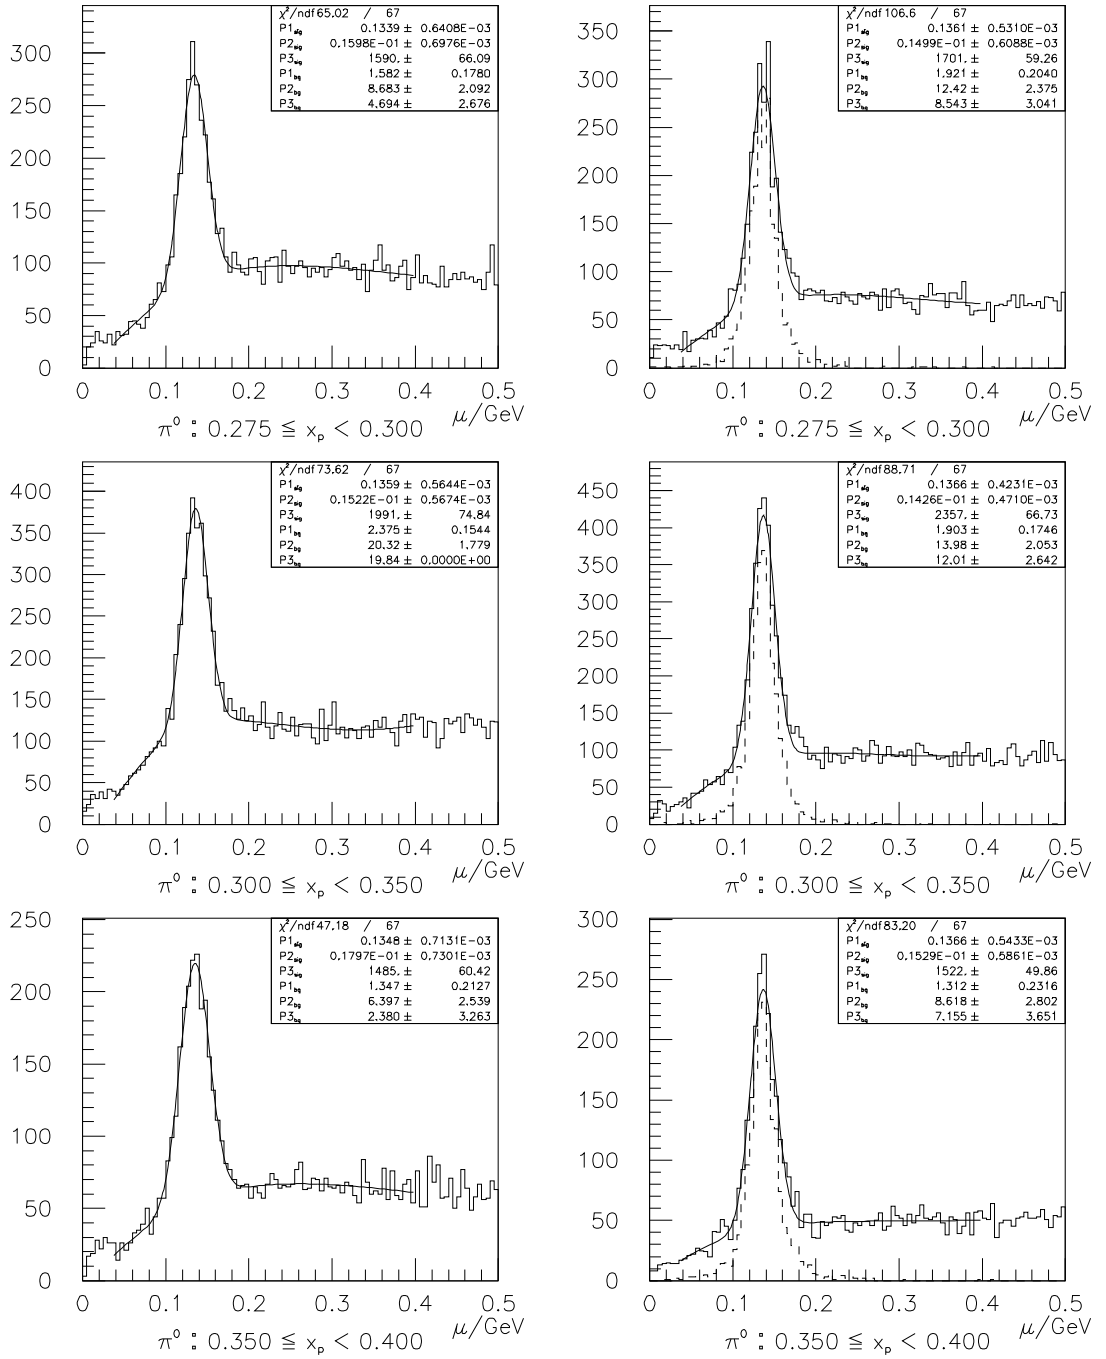 χ²/ndf65.02 / 67
P1sig 0.1339 ± 0.6408E-03
P2sig 0.1598E-01 ± 0.6976E-03
P3sig 1590. ± 66.09
P1bg 1.582 ± 0.1780
P2bg 8.683 ± 2.092
P3bg 4.694 ± 2.676
300
250
200
150
100
50
0
0 0.1 0.2 0.3 0.4 0.5
μ/GeV
π⁰ : 0.275 ≦ xp < 0.300
χ²/ndf106.6 / 67
P1sig 0.1361 ± 0.5310E-03
P2sig 0.1499E-01 ± 0.6088E-03
P3sig 1701. ± 59.26
P1bg 1.921 ± 0.2040
P2bg 12.42 ± 2.375
P3bg 8.543 ± 3.041
350
300
250
200
150
100
50
0
0 0.1 0.2 0.3 0.4 0.5
μ/GeV
π⁰ : 0.275 ≦ xp < 0.300
χ²/ndf73.62 / 67
P1sig 0.1359 ± 0.5644E-03
P2sig 0.1522E-01 ± 0.5674E-03
P3sig 1991. ± 74.84
P1bg 2.375 ± 0.1544
P2bg 20.32 ± 1.779
P3bg 19.84 ± 0.0000E+00
400
350
300
250
200
150
100
50
0
0 0.1 0.2 0.3 0.4 0.5
μ/GeV
π⁰ : 0.300 ≦ xp < 0.350
χ²/ndf88.71 / 67
P1sig 0.1366 ± 0.4231E-03
P2sig 0.1426E-01 ± 0.4710E-03
P3sig 2357. ± 66.73
P1bg 1.903 ± 0.1746
P2bg 13.98 ± 2.053
P3bg 12.01 ± 2.642
450
400
350
300
250
200
150
100
50
0
0 0.1 0.2 0.3 0.4 0.5
μ/GeV
π⁰ : 0.300 ≦ xp < 0.350
χ²/ndf47.18 / 67
P1sig 0.1348 ± 0.7131E-03
P2sig 0.1797E-01 ± 0.7301E-03
P3sig 1485. ± 60.42
P1bg 1.347 ± 0.2127
P2bg 6.397 ± 2.539
P3bg 2.380 ± 3.263
250
200
150
100
50
0
0 0.1 0.2 0.3 0.4 0.5
μ/GeV
π⁰ : 0.350 ≦ xp < 0.400
χ²/ndf83.20 / 67
P1sig 0.1366 ± 0.5433E-03
P2sig 0.1529E-01 ± 0.5861E-03
P3sig 1522. ± 49.86
P1bg 1.312 ± 0.2316
P2bg 8.618 ± 2.802
P3bg 7.155 ± 3.651
300
250
200
150
100
50
0
0 0.1 0.2 0.3 0.4 0.5
μ/GeV
π⁰ : 0.350 ≦ xp < 0.400